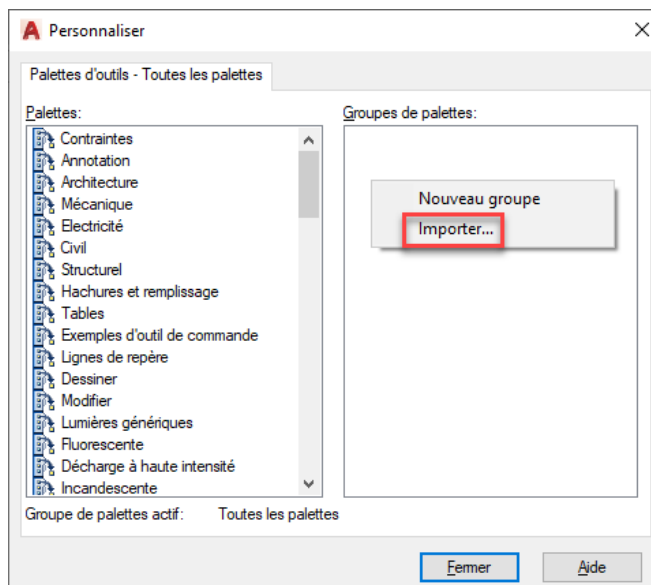 Personnaliser
Palettes d'outils - Toutes les palettes
Palettes:
Contraintes
Annotation
Architecture
Mécanique
Electricité
Civil
Structurel
Hachures et remplissage
Tables
Exemples d'outil de commande
Lignes de repère
Dessiner
Modifier
Lumières génériques
Fluorescente
Décharge à haute intensité
Incandescente
Groupes de palettes:
Nouveau groupe
Importer...
Groupe de palettes actif: Toutes les palettes
Fermer
Aide